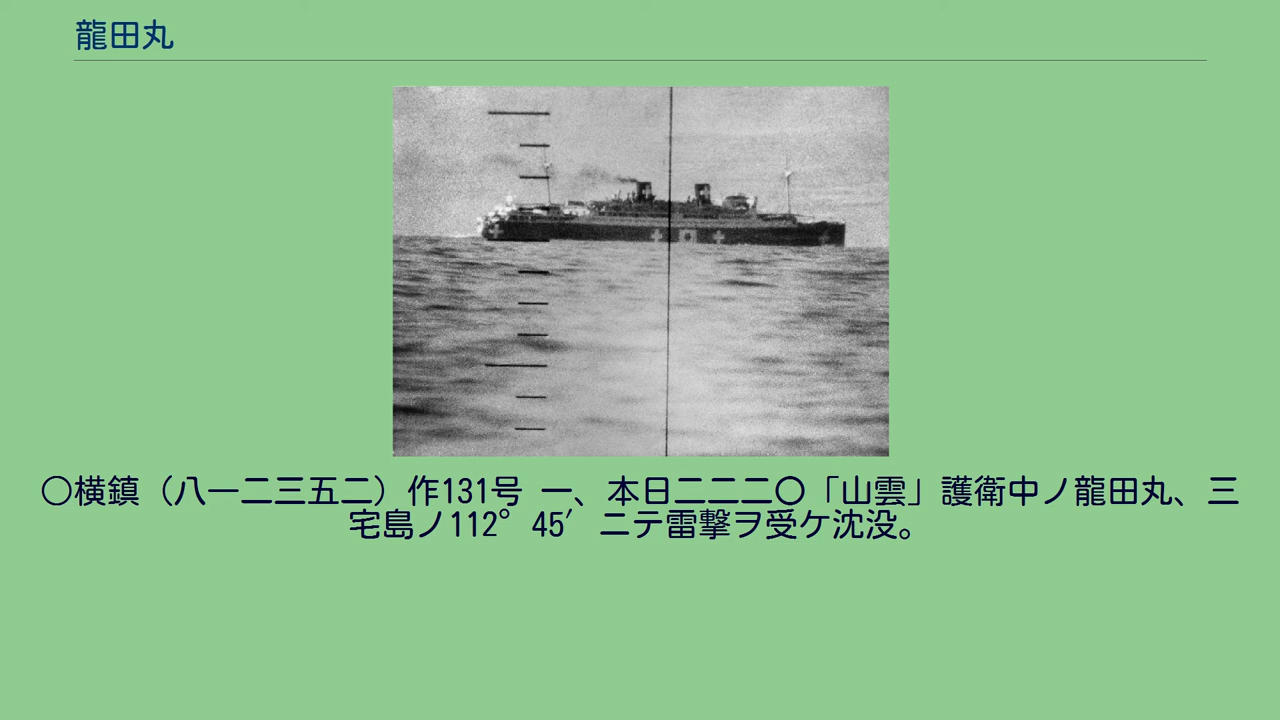 龍田丸
〇横鎮（八一二三五二）作131号 一、本日二二二〇「山雲」護衛中ノ龍田丸、三
宅島ノ112°45′ニテ雷撃ヲ受ケ沈没。